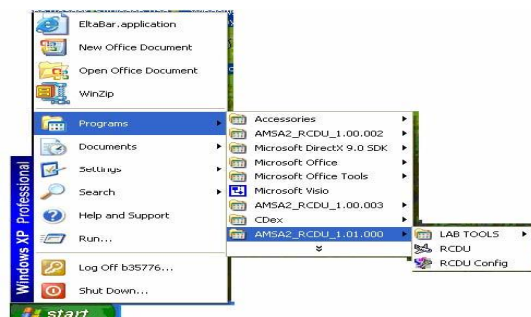 EltaBar.application
New Office Document
Open Office Document
WinZip
Programs
Documents
Settings
Search
Help and Support
Run...
Log Off b35776...
Shut Down...
Windows XP Professional
start
Accessories
AMSA2_RCDU_1.00.002
Microsoft DirectX 9.0 SDK
Microsoft Office
Microsoft Office Tools
Microsoft Visio
AMSA2_RCDU_1.00.003
CDex
AMSA2_RCDU_1.01.000
LAB TOOLS
RCDU
RCDU Config